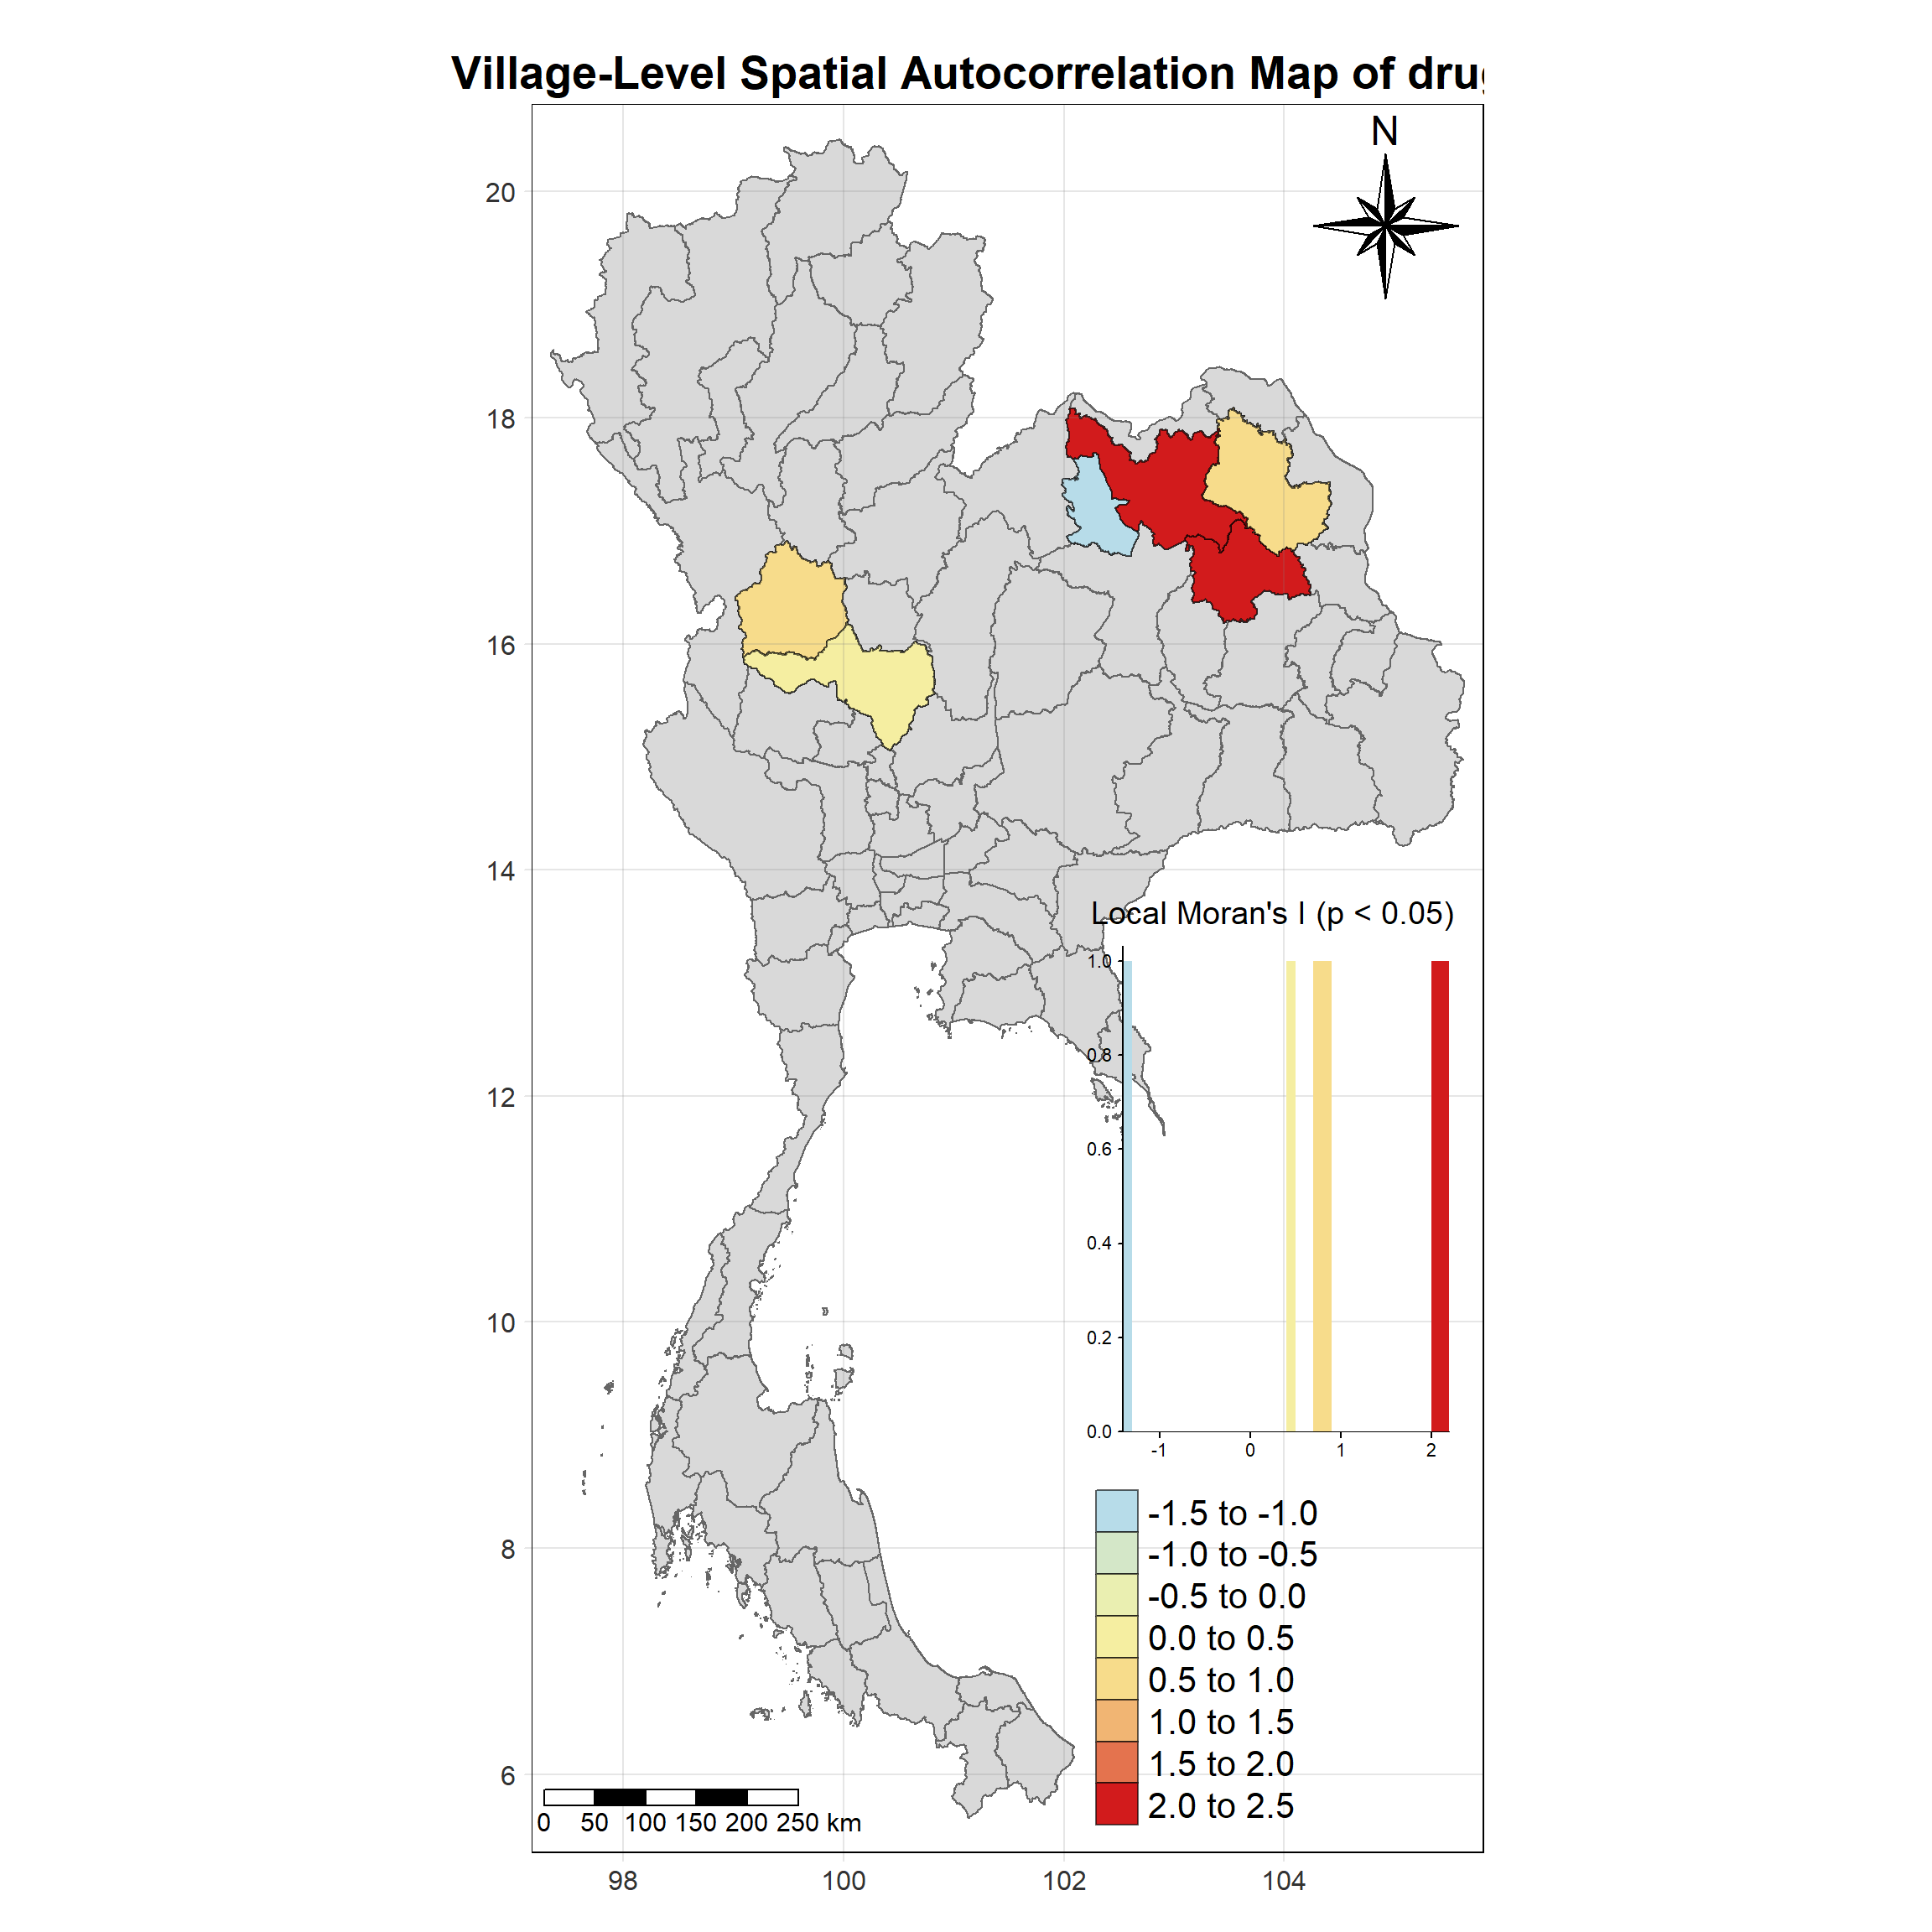 Village-Level Spatial Autocorrelation Map of drug
N
20
18
16
14
12
10
8
6
98 100 102 104
Local Moran's I (p < 0.05)
1.0
0.8
0.6
0.4
0.2
0.0
-1 0 1 2
-1.5 to -1.0
-1.0 to -0.5
-0.5 to 0.0
0.0 to 0.5
0.5 to 1.0
1.0 to 1.5
1.5 to 2.0
2.0 to 2.5
0 50 100 150 200 250 km